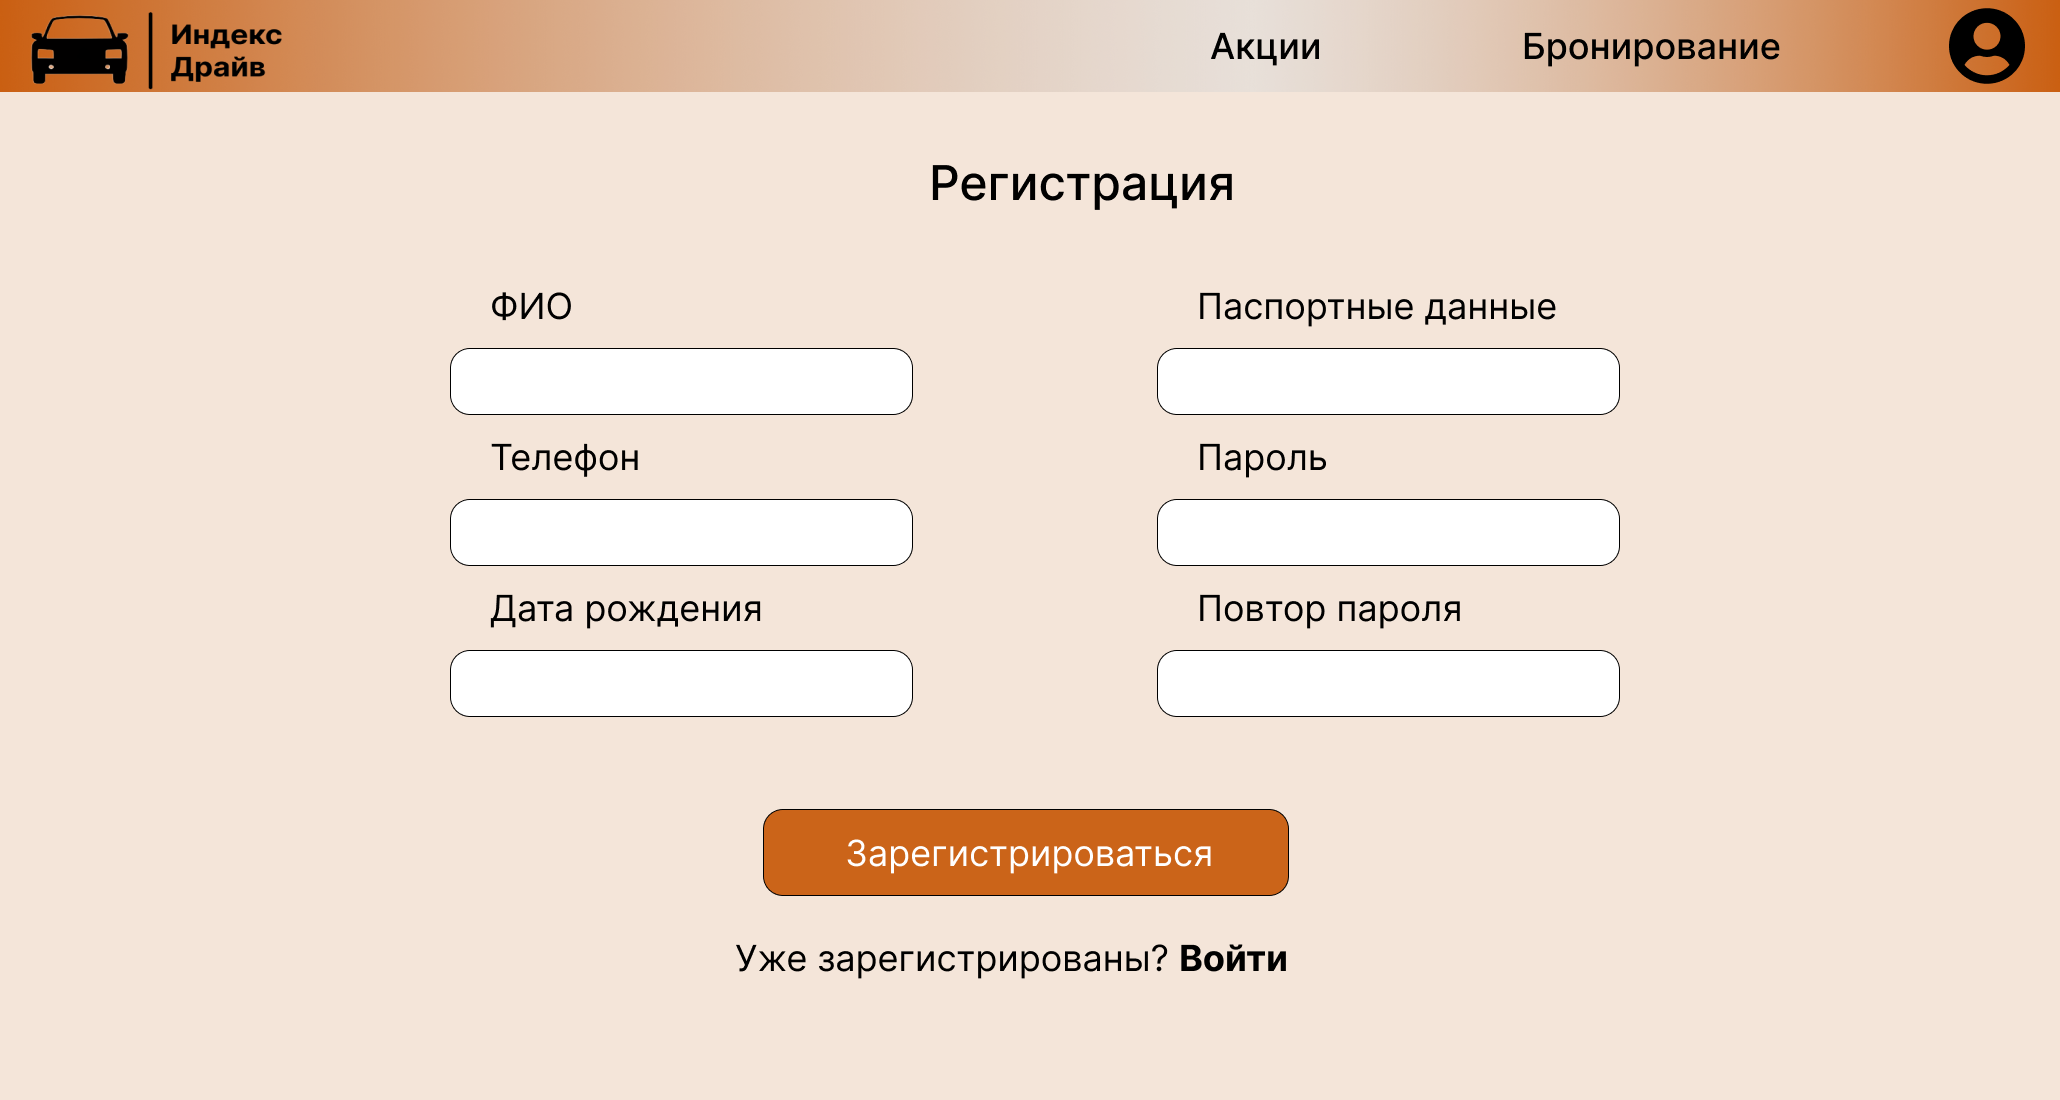 Индекс
Драйв
Акции
Бронирование
Регистрация
ФИО
Паспортные данные
Телефон
Пароль
Дата рождения
Повтор пароля
Зарегистрироваться
Уже зарегистрированы? Войти